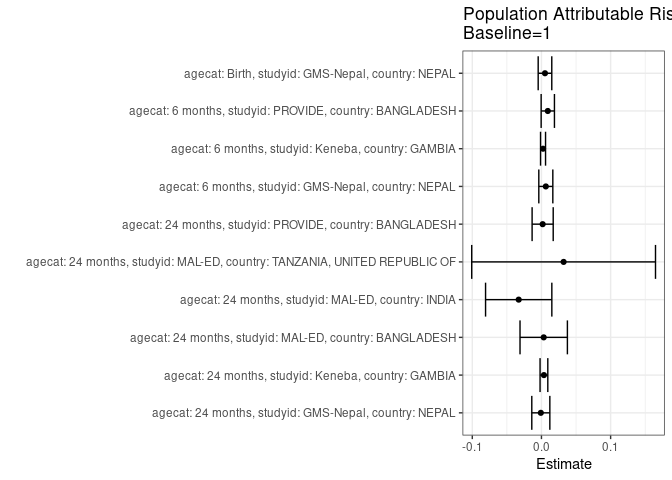 Population Attributable Ris
Baseline=1
agecat: Birth, studyid: GMS-Nepal, country: NEPAL
agecat: 6 months, studyid: PROVIDE, country: BANGLADESH
agecat: 6 months, studyid: Keneba, country: GAMBIA
agecat: 6 months, studyid: GMS-Nepal, country: NEPAL
agecat: 24 months, studyid: PROVIDE, country: BANGLADESH
agecat: 24 months, studyid: MAL-ED, country: TANZANIA, UNITED REPUBLIC OF
agecat: 24 months, studyid: MAL-ED, country: INDIA
agecat: 24 months, studyid: MAL-ED, country: BANGLADESH
agecat: 24 months, studyid: Keneba, country: GAMBIA
agecat: 24 months, studyid: GMS-Nepal, country: NEPAL
-0.1 0.0 0.1
Estimate